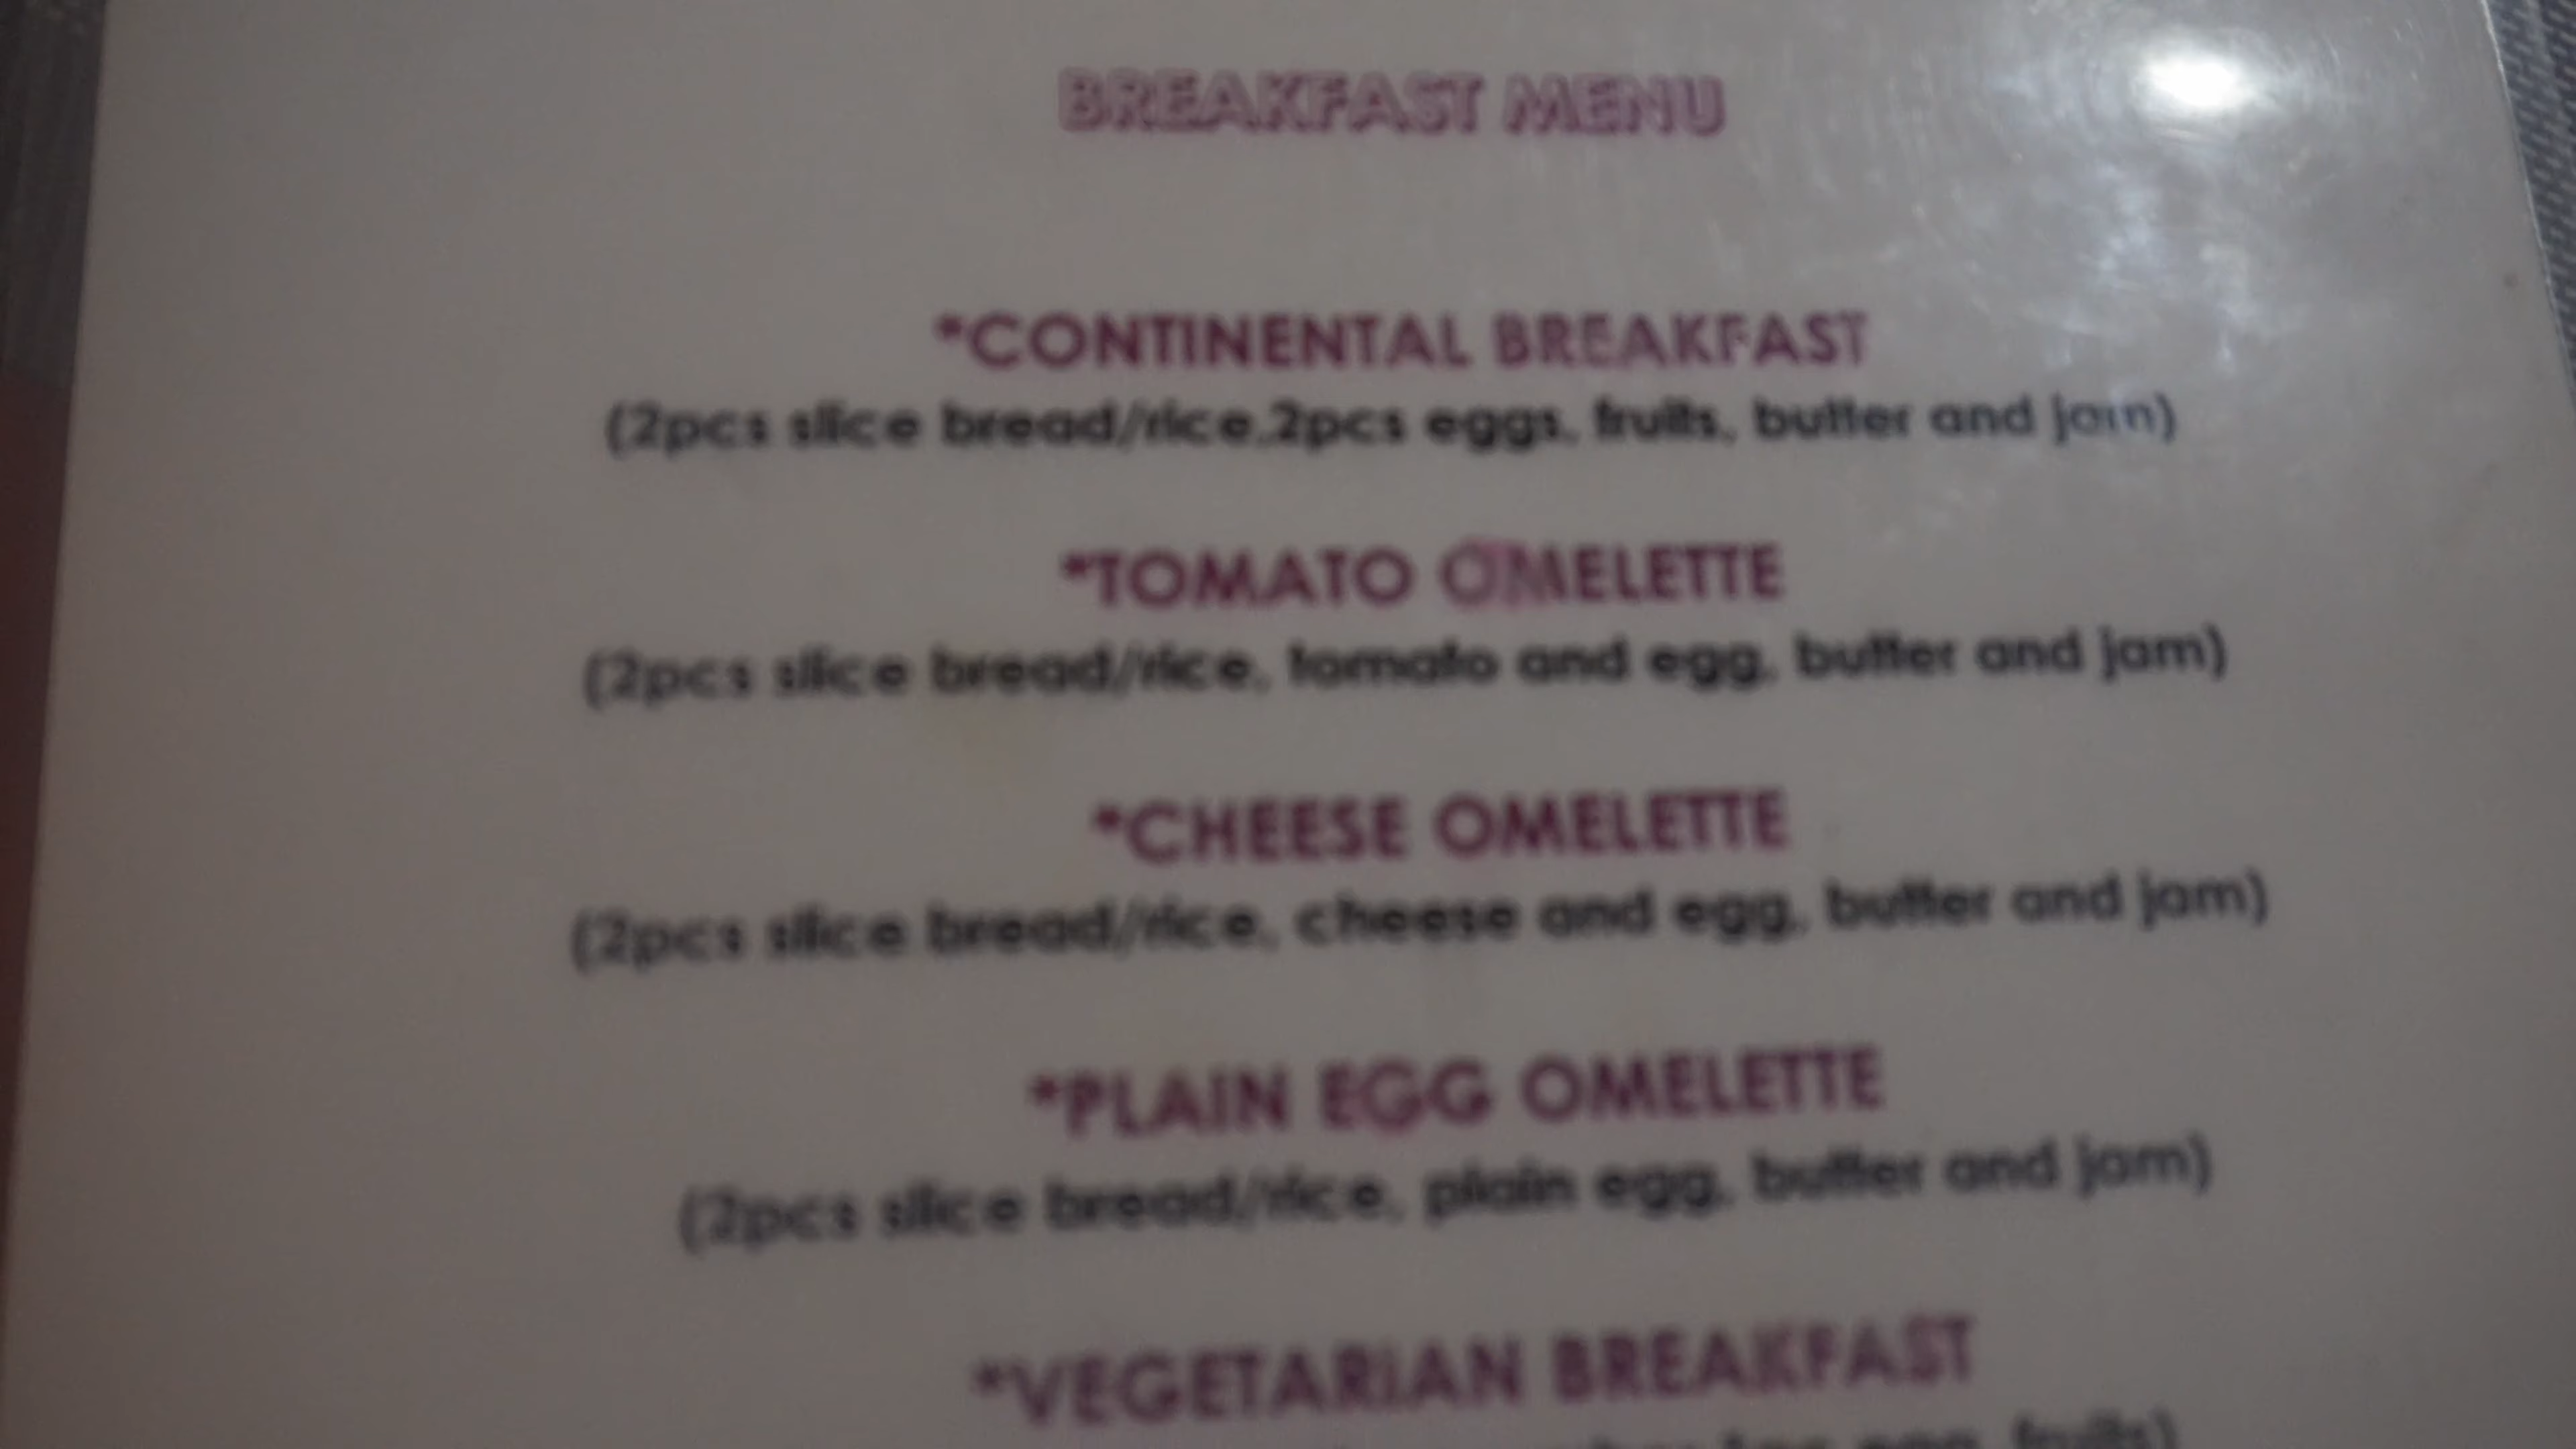 BREAKFAST MENU
*CONTINENTAL BREAKFAST
(2pcs slice bread/rice,2pcs eggs, fruits, butter and jam)
*TOMATO OMELETTE
(2pcs slice bread/rice, tomato and egg, butter and jam)
*CHEESE OMELETTE
(2pcs slice bread/rice, cheese and egg, butter and jam)
*PLAIN EGG OMELETTE
(2pcs slice bread/rice, plain egg, butter and jam)
*VEGETARIAN BREAKFAST
egg, fruits)